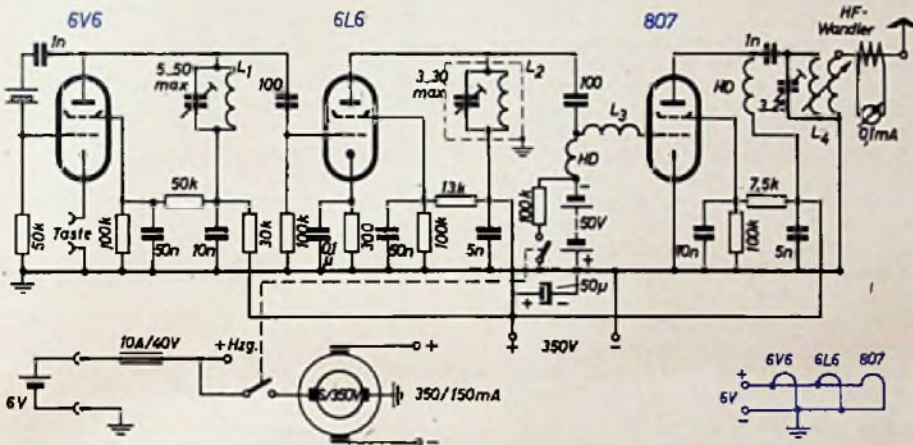 6V6
6L6
807
HF-
Wandler
1n
5..50
max
L1
100
3..30
max
L2
100
L3
HD
1n
HD
3..25
L4
0,1mA
50k
Taste
100k
50k
50n
10n
30k
100k
0,1
µ
300
50n
13k
100k
5n
100k
50V
7,5k
10n
100k
5n
50µ
+ 350V -
10A/40V
+ Hzg.
6V
6/350V
350/150mA
6V6 6L6 807
6V